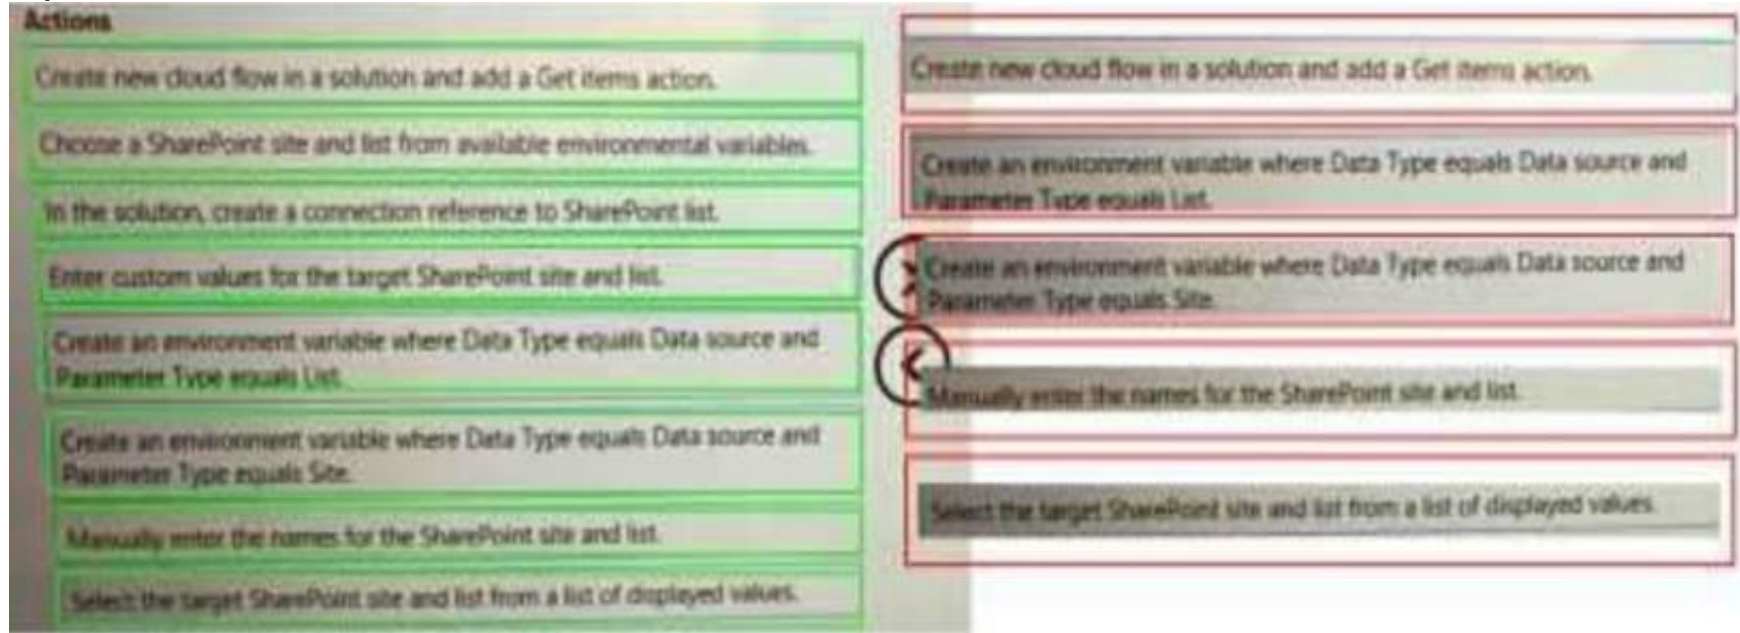 Actions
Create new cloud flow in a solution and add a Get items action.
Choose a SharePoint site and list from available environmental variables.
In the solution, create a connection reference to SharePoint list.
Enter custom values for the target SharePoint site and list.
Create an environment variable where Data Type equals Data source and
Parameter Type equals List.
Create an environment variable where Data Type equals Data source and
Parameter Type equals Site.
Manually enter the names for the SharePoint site and list.
Select the target SharePoint site and list from a list of displayed values.
Create new cloud flow in a solution and add a Get items action.
Create an environment variable where Data Type equals Data source and
Parameter Type equals List.
Create an environment variable where Data Type equals Data source and
Parameter Type equals Site.
Manually enter the names for the SharePoint site and list.
Select the target SharePoint site and list from a list of displayed values.